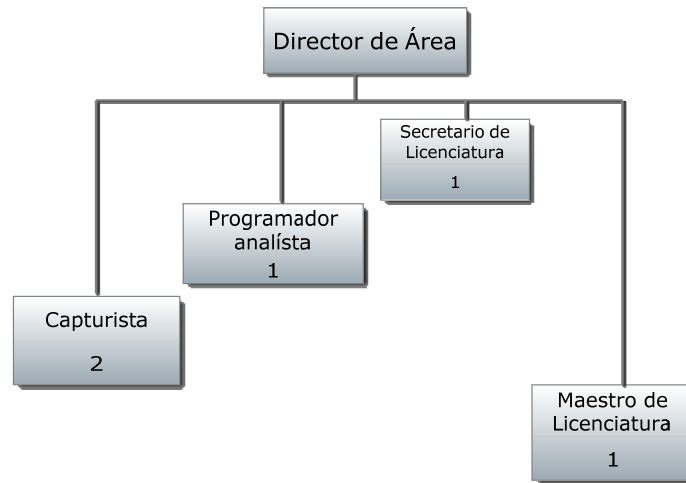 Director de Área
Secretario de
Licenciatura
1
Programador
analísta
1
Capturista
2
Maestro de
Licenciatura
1